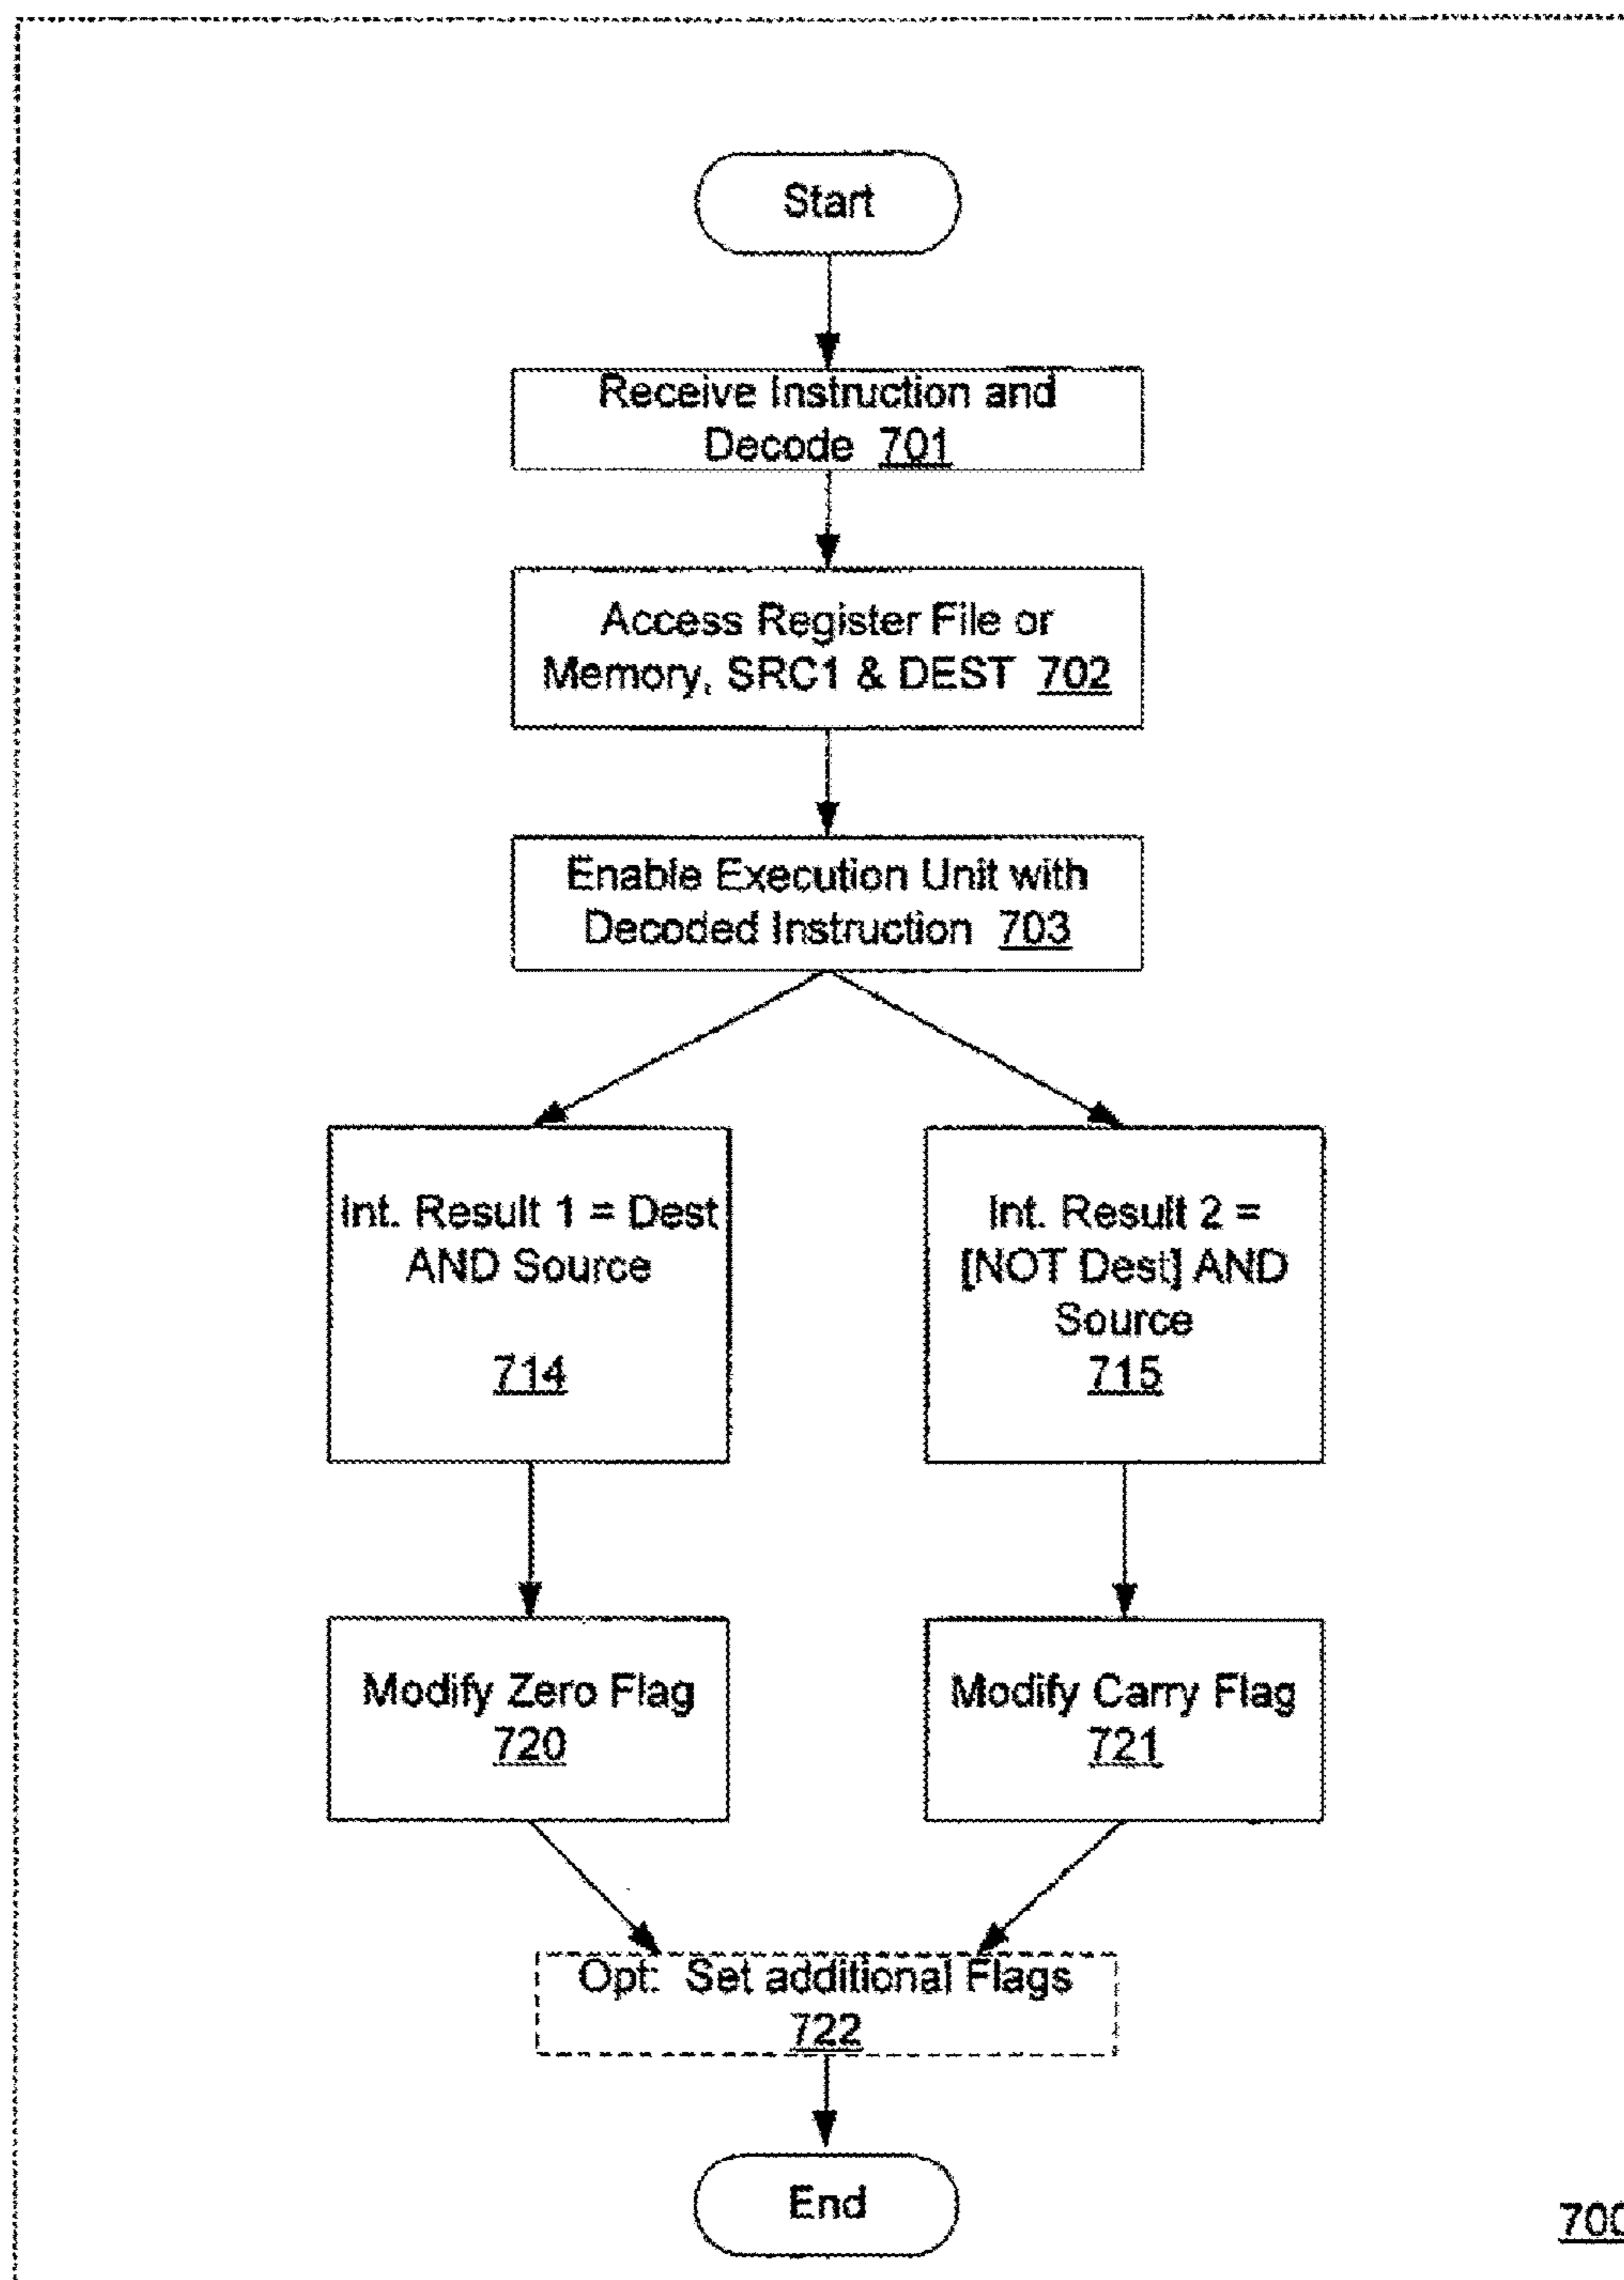 Start
Receive Instruction and
Decode 701
Access Register File or
Memory, SRC1 & DEST 702
Enable Execution Unit with
Decoded Instruction 703
Int. Result 1 = Dest
AND Source
714
Int. Result 2 =
[NOT Dest] AND
Source
715
Modify Zero Flag
720
Modify Carry Flag
721
Opt: Set additional Flags
722
End
700